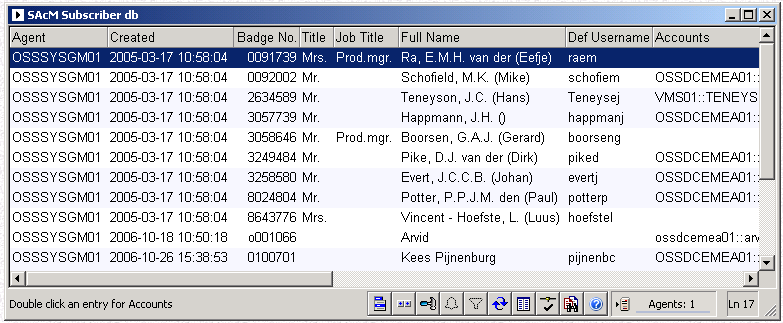 SAcM Subscriber db
Agent Created Badge No. Title Job Title Full Name Def Username Accounts
OSSSYSGM01 2005-03-17 10:58:04 0091739 Mrs. Prod.mgr. Ra, E.M.H. van der (Eefje) raem
OSSSYSGM01 2005-03-17 10:58:04 0092002 Mr. Schofield, M.K. (Mike) schofiem OSSDCEMEA01::
OSSSYSGM01 2005-03-17 10:58:04 2634589 Mr. Teneyson, J.C. (Hans) Teneysej VMS01::TENEYS
OSSSYSGM01 2005-03-17 10:58:04 3057739 Mr. Happmann, J.H. () happmanj OSSDCEMEA01::
OSSSYSGM01 2005-03-17 10:58:04 3058646 Mr. Prod.mgr. Boorsen, G.A.J. (Gerard) boorseng
OSSSYSGM01 2005-03-17 10:58:04 3249484 Mr. Pike, D.J. van der (Dirk) piked OSSDCEMEA01::
OSSSYSGM01 2005-03-17 10:58:04 3258580 Mr. Evert, J.C.C.B. (Johan) evertj OSSDCEMEA01::
OSSSYSGM01 2005-03-17 10:58:04 8024804 Mr. Potter, P.P.J.M. den (Paul) potterp OSSDCEMEA01::
OSSSYSGM01 2005-03-17 10:58:04 8643776 Mrs. Vincent - Hoefste, L. (Luus) hoefstel
OSSSYSGM01 2006-10-18 10:50:18 o001066 Arvid ossdcemea01::arv
OSSSYSGM01 2006-10-26 15:38:53 0100701 Kees Pijnenburg pijnenbc OSSDCEMEA01::
Double click an entry for Accounts Agents: 1 Ln 17